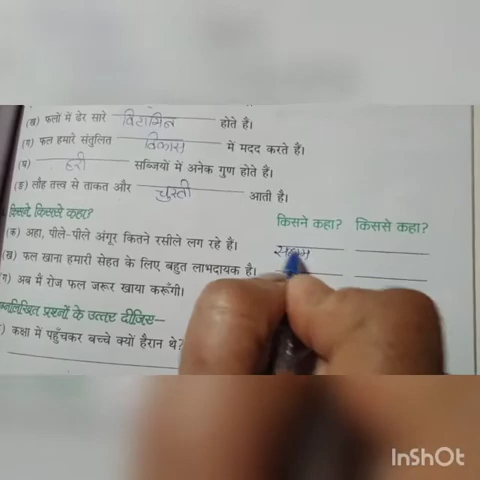 (ख) फलों में ढेर सारे विटामिन होते हैं।
(ग) फल हमारे संतुलित विकास में मदद करते हैं।
(घ) हरी सब्जियों में अनेक गुण होते हैं।
(ङ) लौह तत्त्व से ताकत और चुस्ती आती है।
किसने, किससे कहा?
किसने कहा? किससे कहा?
(क) अहा, पीले-पीले अंगूर कितने रसीले लग रहे हैं।
(ख) फल खाना हमारी सेहत के लिए बहुत लाभदायक है।
ग) अब मैं रोज फल जरूर खाया करूँगी।
प्रश्नों के उत्तर दीजिए—
) कक्षा में पहुँचकर बच्चे क्यों हैरान थे?
InShOt